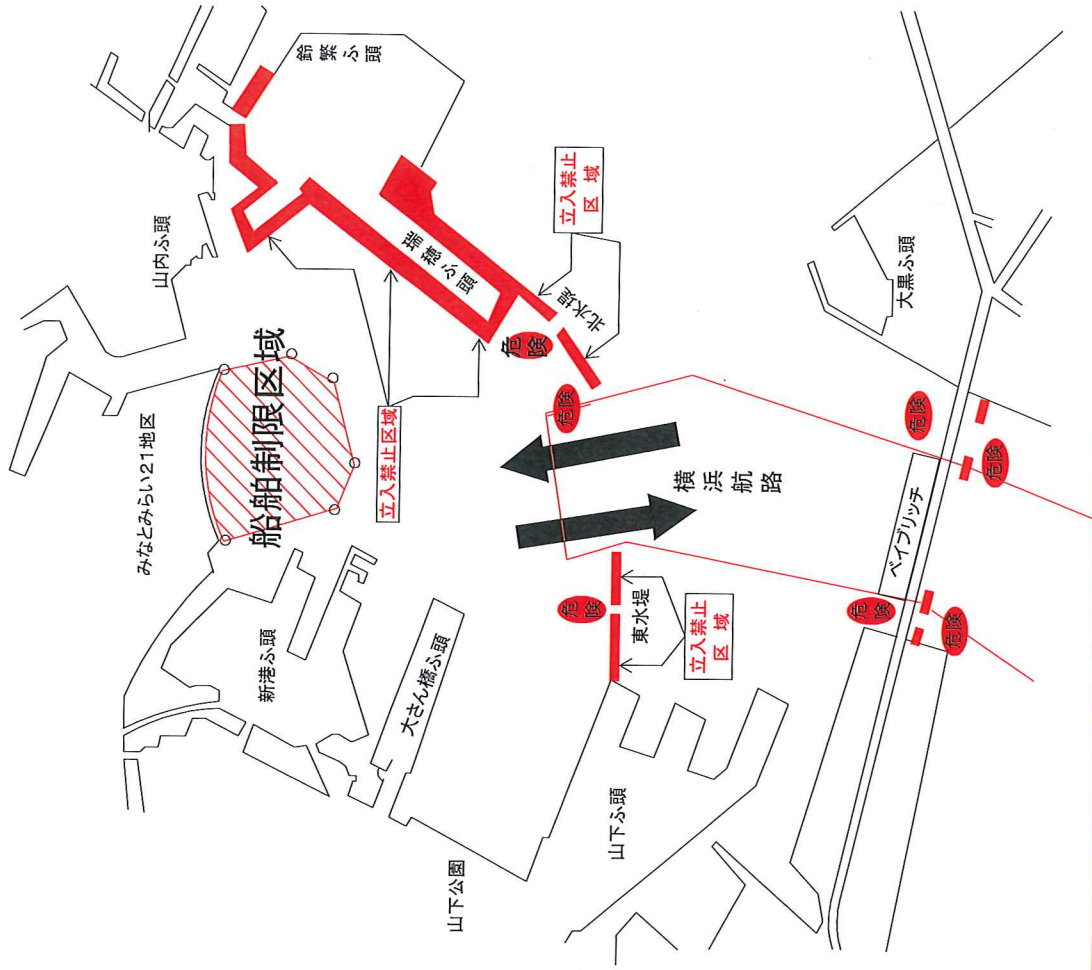 鈴繁ふ頭
山内ふ頭
瑞穂ふ頭
立入禁止
区域
北水堤
危険
大黒ふ頭
みなとみらい21地区
船舶制限区域
立入禁止区域
危険
横浜航路
危険
危険
ベイブリッチ
新港ふ頭
大さん橋ふ頭
危険
東水堤
立入禁止
区域
危険
危険
山下公園
山下ふ頭